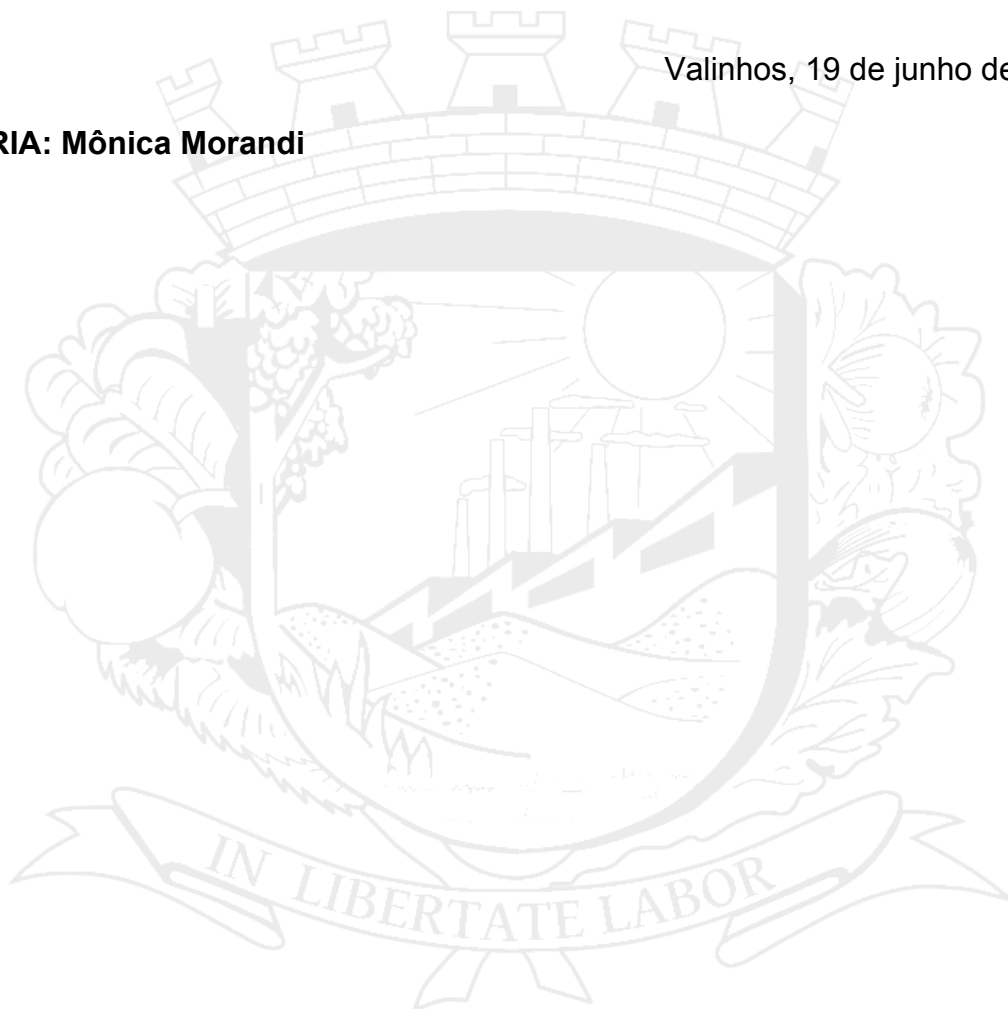 Valinhos, 19 de junho de
RIA: Mônica Morandi
IN LIBERTATE LABOR